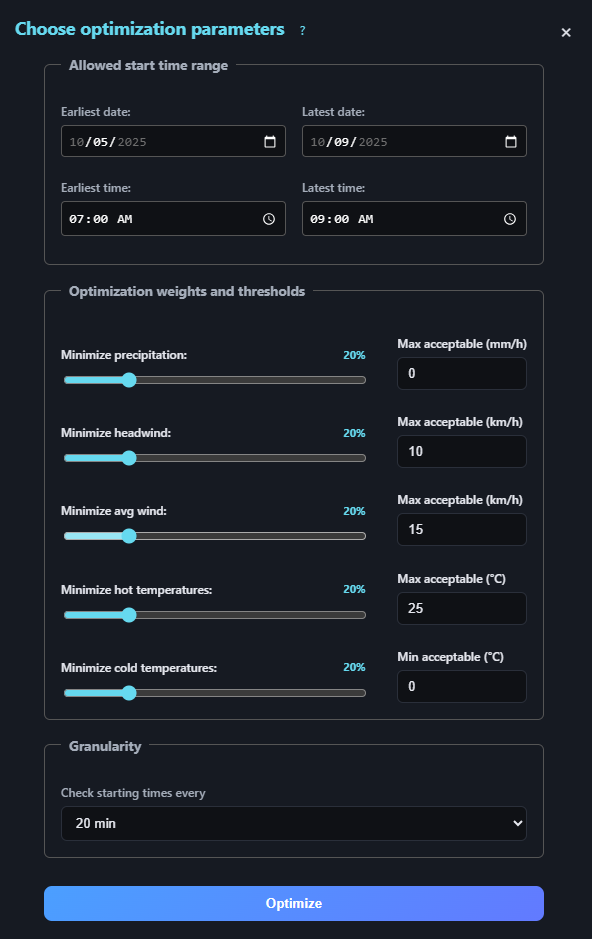 Choose optimization parameters ?
×
Allowed start time range
Earliest date: Latest date:
10/05/2025 10/09/2025
Earliest time: Latest time:
07:00 AM 09:00 AM
Optimization weights and thresholds
Minimize precipitation: 20% Max acceptable (mm/h)
0
Minimize headwind: 20% Max acceptable (km/h)
10
Minimize avg wind: 20% Max acceptable (km/h)
15
Minimize hot temperatures: 20% Max acceptable (°C)
25
Minimize cold temperatures: 20% Min acceptable (°C)
0
Granularity
Check starting times every
20 min
Optimize